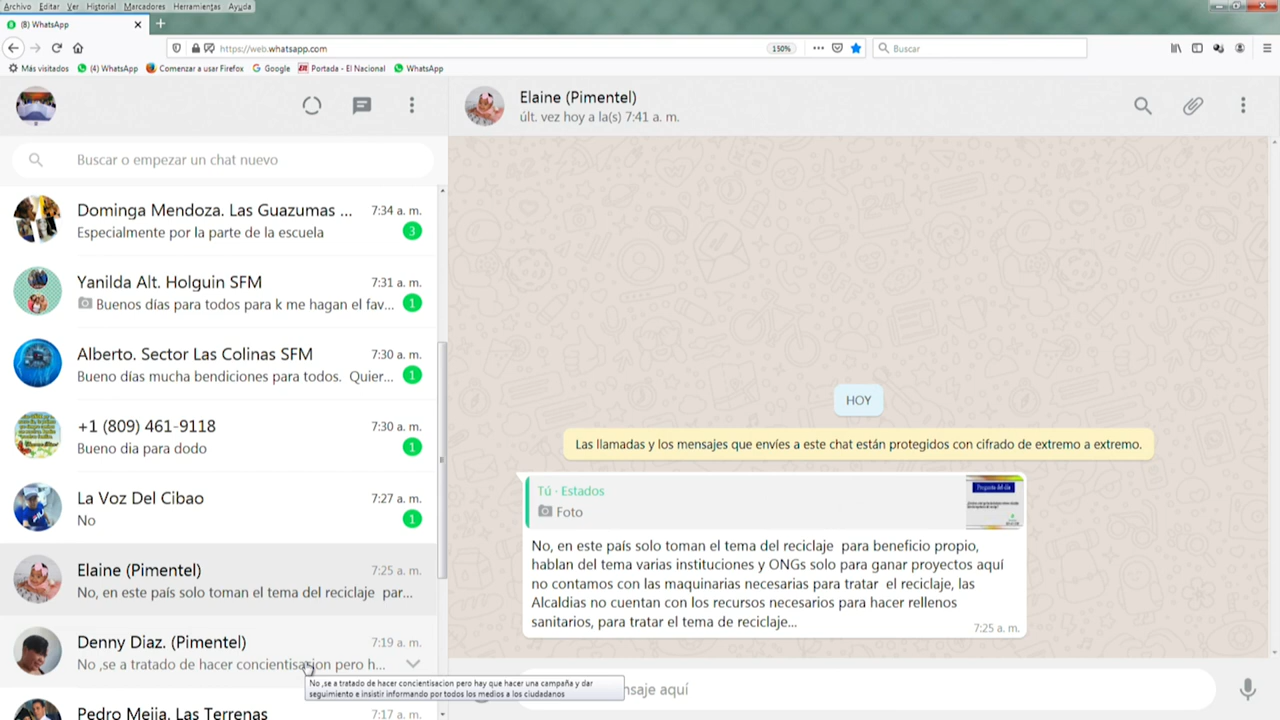 Archivo Editar Ver Historial Marcadores Herramientas Ayuda
(8) WhatsApp
https://web.whatsapp.com
150%
Buscar
Más visitados
(4) WhatsApp
Comenzar a usar Firefox
Google
Portada - El Nacional
WhatsApp
Elaine (Pimentel)
últ. vez hoy a la(s) 7:41 a. m.
Buscar o empezar un chat nuevo
Dominga Mendoza. Las Guazumas ... 7:34 a. m.
Especialmente por la parte de la escuela 3
Yanilda Alt. Holguin SFM 7:31 a. m.
Buenos días para todos para k me hagan el fav... 1
Alberto. Sector Las Colinas SFM 7:30 a. m.
Bueno días mucha bendiciones para todos. Quier... 1
+1 (809) 461-9118 7:30 a. m.
Bueno dia para dodo 1
La Voz Del Cibao 7:27 a. m.
No 1
Elaine (Pimentel) 7:25 a. m.
No, en este país solo toman el tema del reciclaje par...
Denny Diaz. (Pimentel) 7:19 a. m.
No ,se a tratado de hacer concientisacion pero h...
No ,se a tratado de hacer concientisacion pero hay que hacer una campaña y dar
seguimiento e insistir informando por todos los medios a los ciudadanos
Pedro Mejia. Las Terrenas 7:17 a. m.
HOY
Las llamadas y los mensajes que envíes a este chat están protegidos con cifrado de extremo a extremo.
Tú · Estados
Foto
Pregunta del día
No, en este país solo toman el tema del reciclaje para beneficio propio,
hablan del tema varias instituciones y ONGs solo para ganar proyectos aquí
no contamos con las maquinarias necesarias para tratar el reciclaje, las
Alcaldias no cuentan con los recursos necesarios para hacer rellenos
sanitarios, para tratar el tema de reciclaje...
7:25 a. m.
nsaje aquí